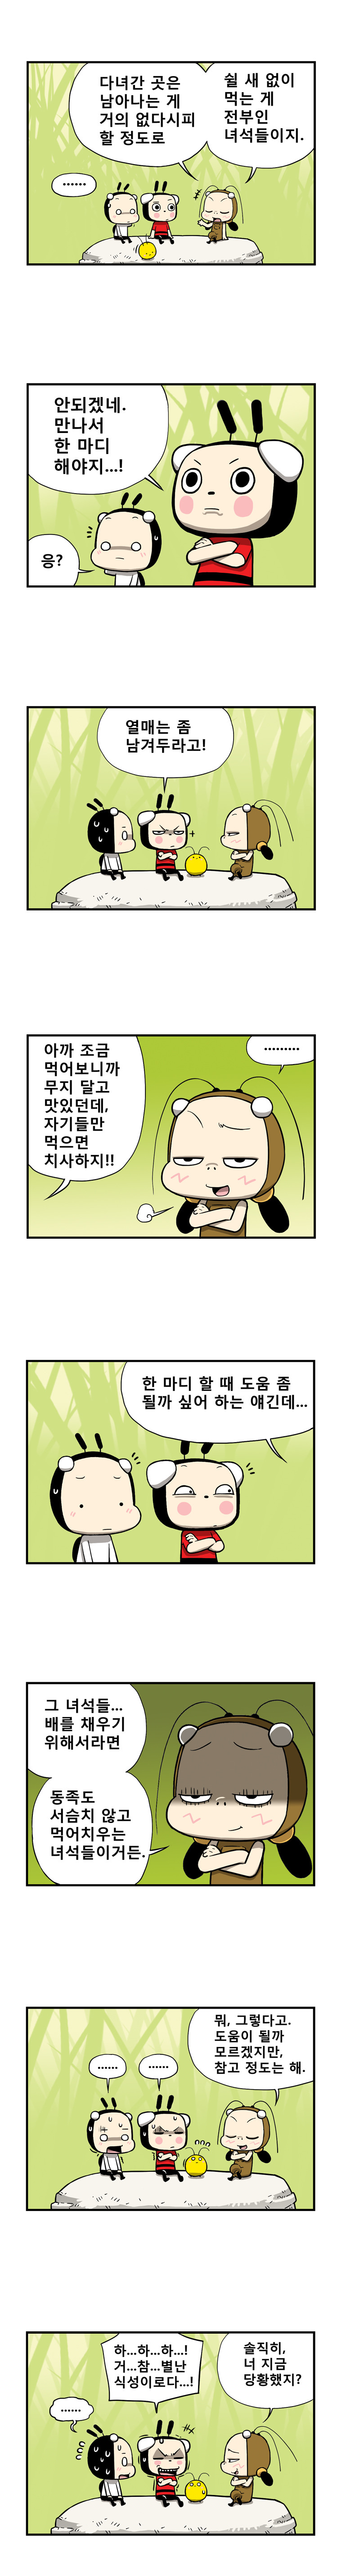 다녀간 곳은
남아나는 게
거의 없다시피
할 정도로
쉴 새 없이
먹는 게
전부인
녀석들이지.
......
안되겠네.
만나서
한 마디
해야지...!
응?
열매는 좀
남겨두라고!
아까 조금
먹어보니까
무지 달고
맛있던데,
자기들만
먹으면
치사하지!!
.........
한 마디 할 때 도움 좀
될까 싶어 하는 얘긴데...
그 녀석들...
배를 채우기
위해서라면
동족도
서슴치 않고
먹어치우는
녀석들이거든.
뭐, 그렇다고.
도움이 될까
모르겠지만,
참고 정도는 해.
......
......
하...하...하...!
거...참...별난
식성이로다...!
솔직히,
너 지금
당황했지?
......